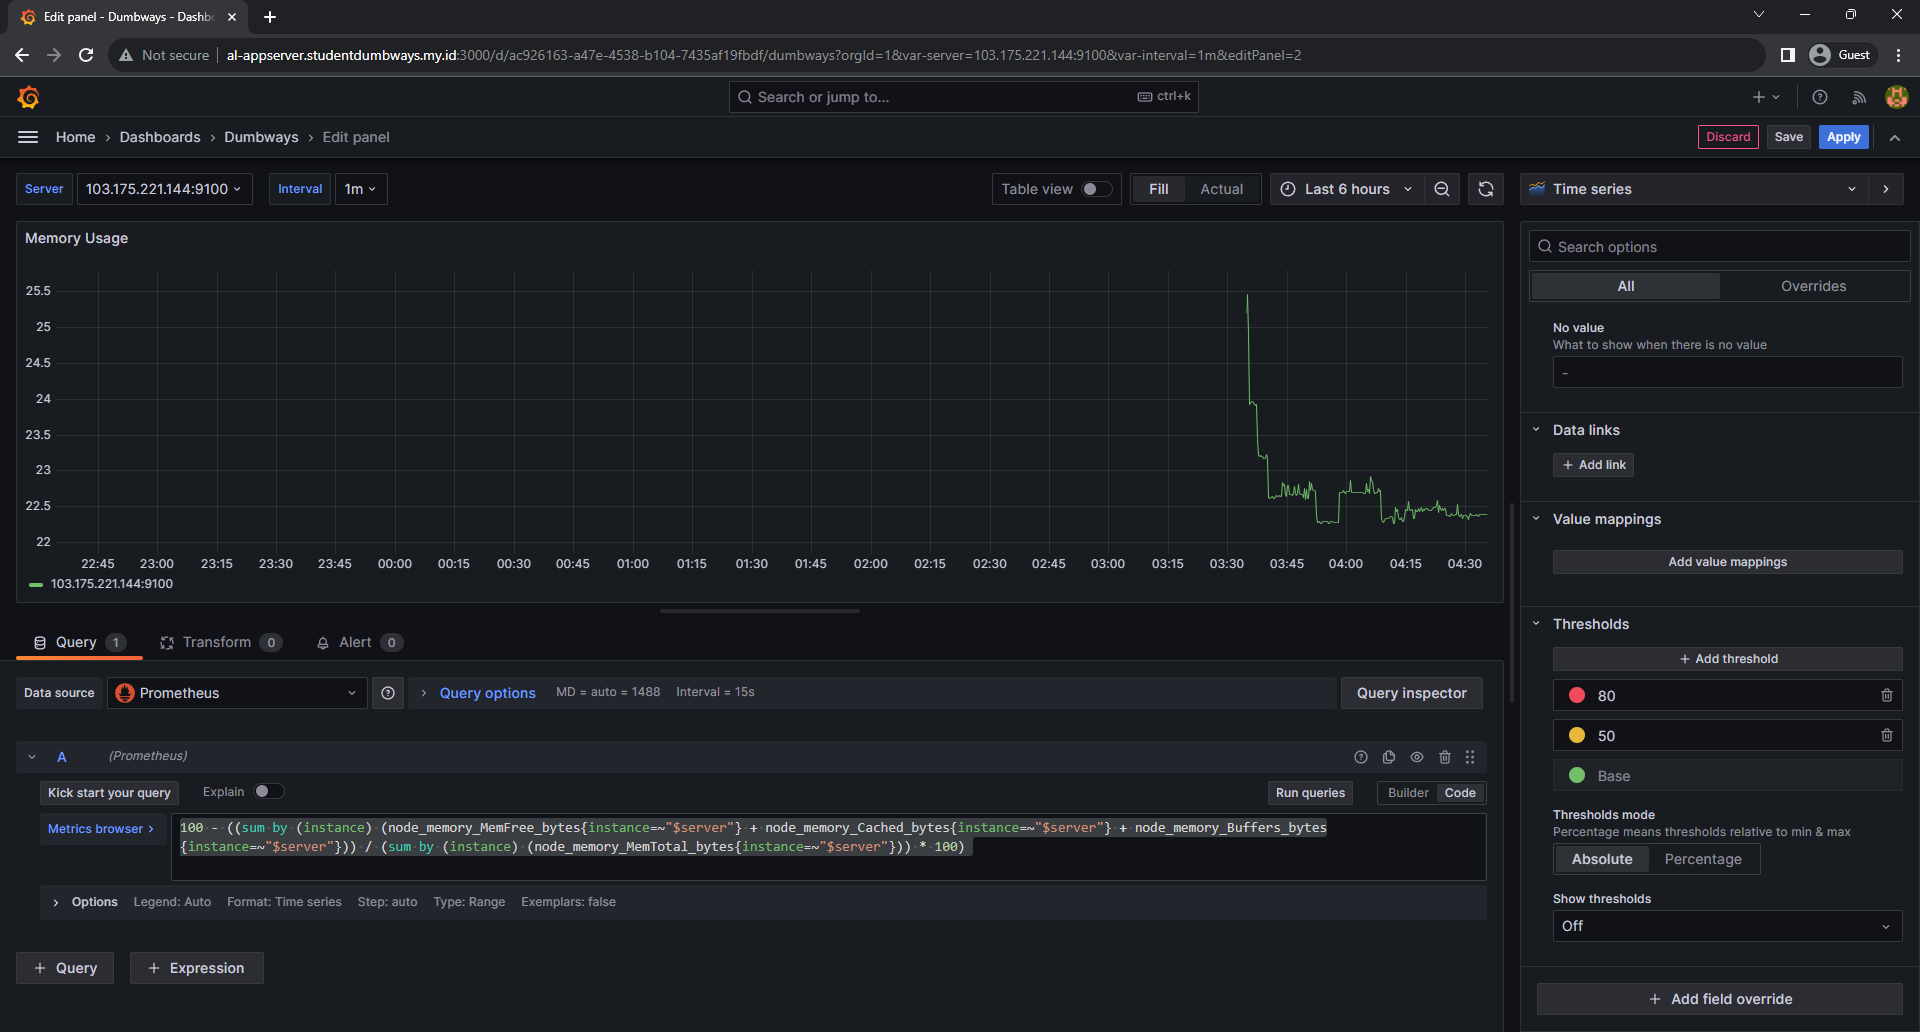 Edit panel - Dumbways - Dashbo
Not secure
al-appserver.studentdumbways.my.id:3000/d/ac926163-a47e-4538-b104-7435af19fbdf/dumbways?orgId=1&var-server=103.175.221.144:9100&var-interval=1m&editPanel=2
Guest
Search or jump to...
ctrl+k
Home › Dashboards › Dumbways › Edit panel
Discard
Save
Apply
Server
103.175.221.144:9100
Interval
1m
Table view
Fill
Actual
Last 6 hours
Time series
Memory Usage
25.5
25
24.5
24
23.5
23
22.5
22
22:45 23:00 23:15 23:30 23:45 00:00 00:15 00:30 00:45 01:00 01:15 01:30 01:45 02:00 02:15 02:30 02:45 03:00 03:15 03:30 03:45 04:00 04:15 04:30
103.175.221.144:9100
Query 1
Transform 0
Alert 0
Data source
Prometheus
Query options
MD = auto = 1488
Interval = 15s
Query inspector
A
(Prometheus)
Kick start your query
Explain
Run queries
Builder
Code
Metrics browser >
100 - ((sum by (instance) (node_memory_MemFree_bytes{instance=~"$server"} + node_memory_Cached_bytes{instance=~"$server"} + node_memory_Buffers_bytes
{instance=~"$server"})) / (sum by (instance) (node_memory_MemTotal_bytes{instance=~"$server"})) * 100)
Options
Legend: Auto
Format: Time series
Step: auto
Type: Range
Exemplars: false
+ Query
+ Expression
Search options
All
Overrides
No value
What to show when there is no value
-
Data links
+ Add link
Value mappings
Add value mappings
Thresholds
+ Add threshold
80
50
Base
Thresholds mode
Percentage means thresholds relative to min & max
Absolute
Percentage
Show thresholds
Off
+ Add field override